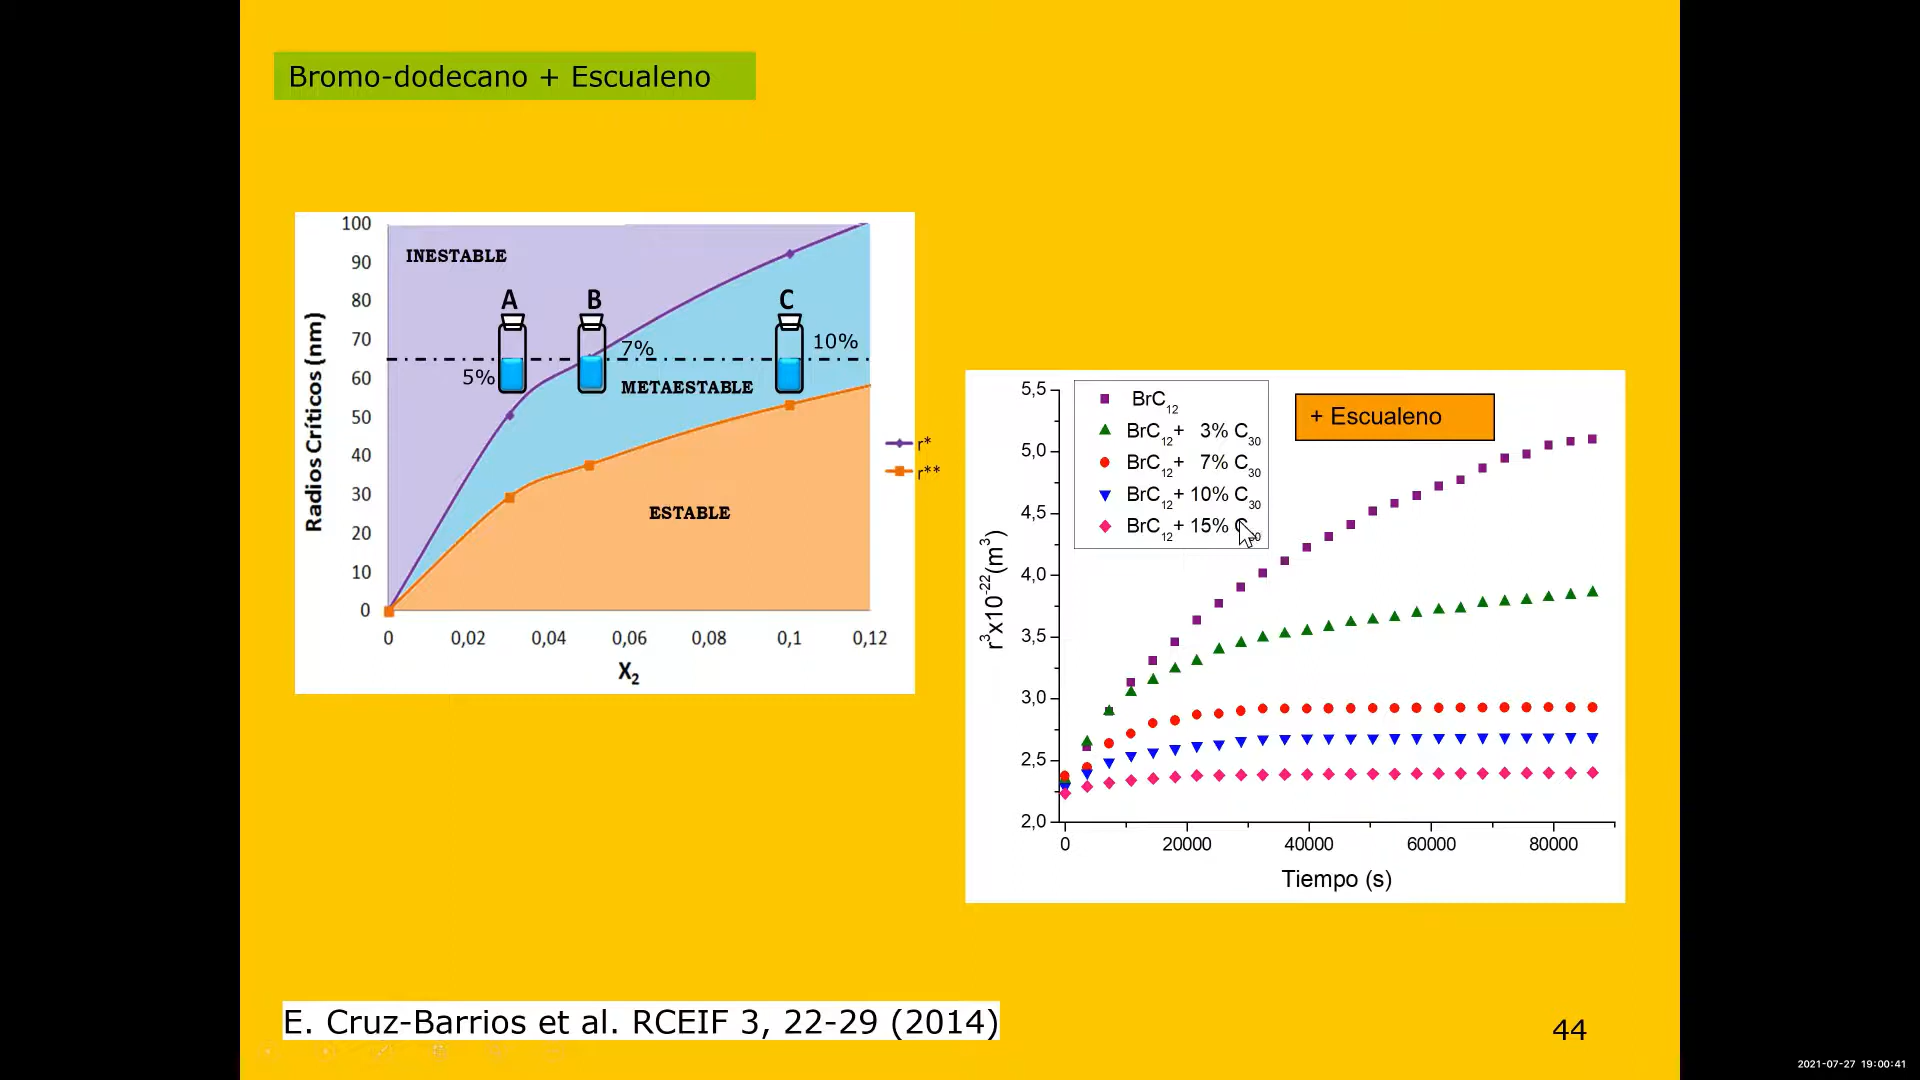 Bromo-dodecano + Escualeno
100
90
80
70
60
50
40
30
20
10
0
Radios Críticos (nm)
INESTABLE
A
B
C
5%
7%
10%
METAESTABLE
ESTABLE
r*
r**
0 0,02 0,04 0,06 0,08 0,1 0,12
X₂
5,5
5,0
4,5
4,0
3,5
3,0
2,5
2,0
r³x10⁻²²(m³)
BrC₁₂
BrC₁₂+ 3% C₃₀
BrC₁₂+ 7% C₃₀
BrC₁₂+ 10% C₃₀
BrC₁₂+ 15%
+ Escualeno
0 20000 40000 60000 80000
Tiempo (s)
E. Cruz-Barrios et al. RCEIF 3, 22-29 (2014)
44
2021-07-27 19:00:41